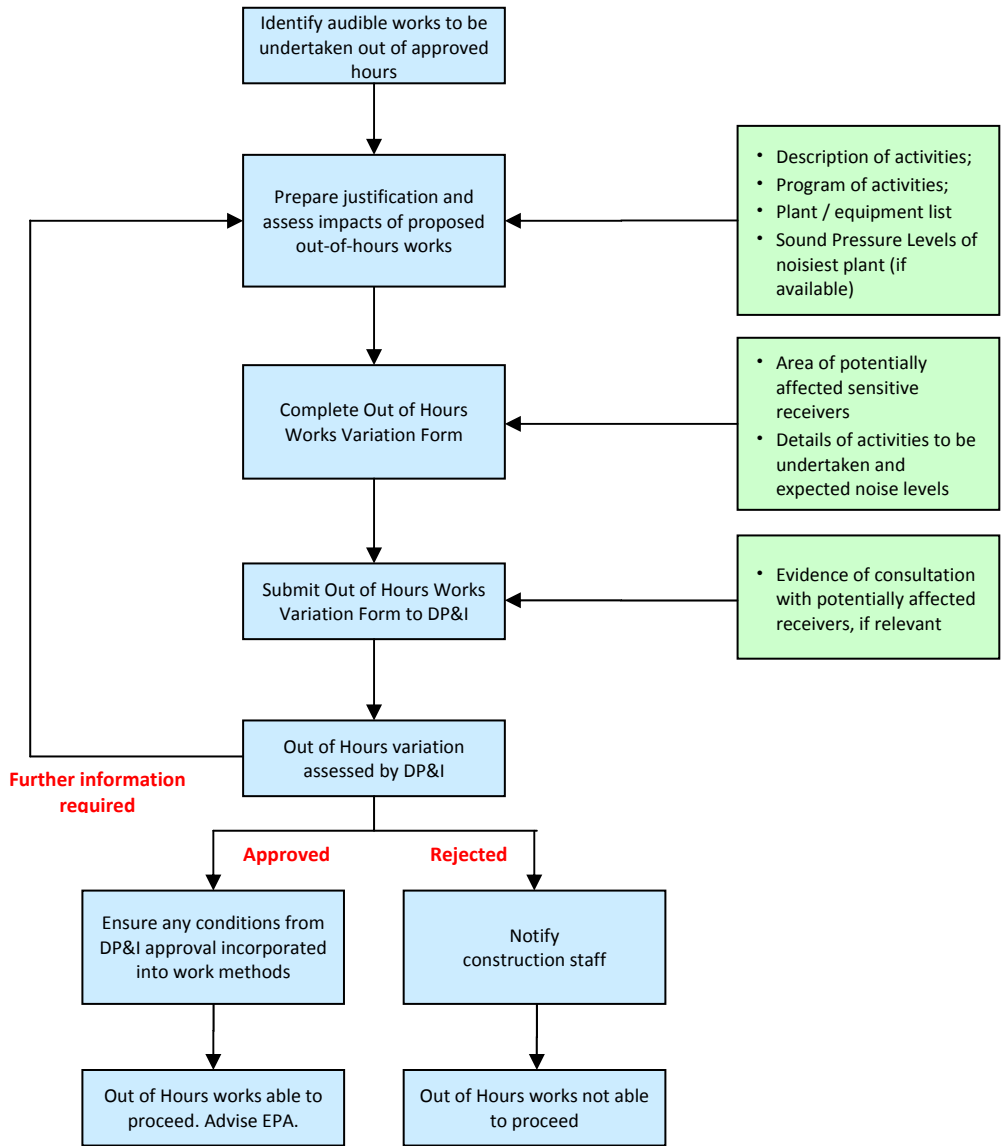 Identify audible works to be
undertaken out of approved
hours
Prepare justification and
assess impacts of proposed
out-of-hours works
• Description of activities;
• Program of activities;
• Plant / equipment list
• Sound Pressure Levels of
noisiest plant (if
available)
Complete Out of Hours
Works Variation Form
• Area of potentially
affected sensitive
receivers
• Details of activities to be
undertaken and
expected noise levels
Submit Out of Hours Works
Variation Form to DP&I
• Evidence of consultation
with potentially affected
receivers, if relevant
Out of Hours variation
assessed by DP&I
Further information
required
Approved
Rejected
Ensure any conditions from
DP&I approval incorporated
into work methods
Notify
construction staff
Out of Hours works able to
proceed. Advise EPA.
Out of Hours works not able
to proceed